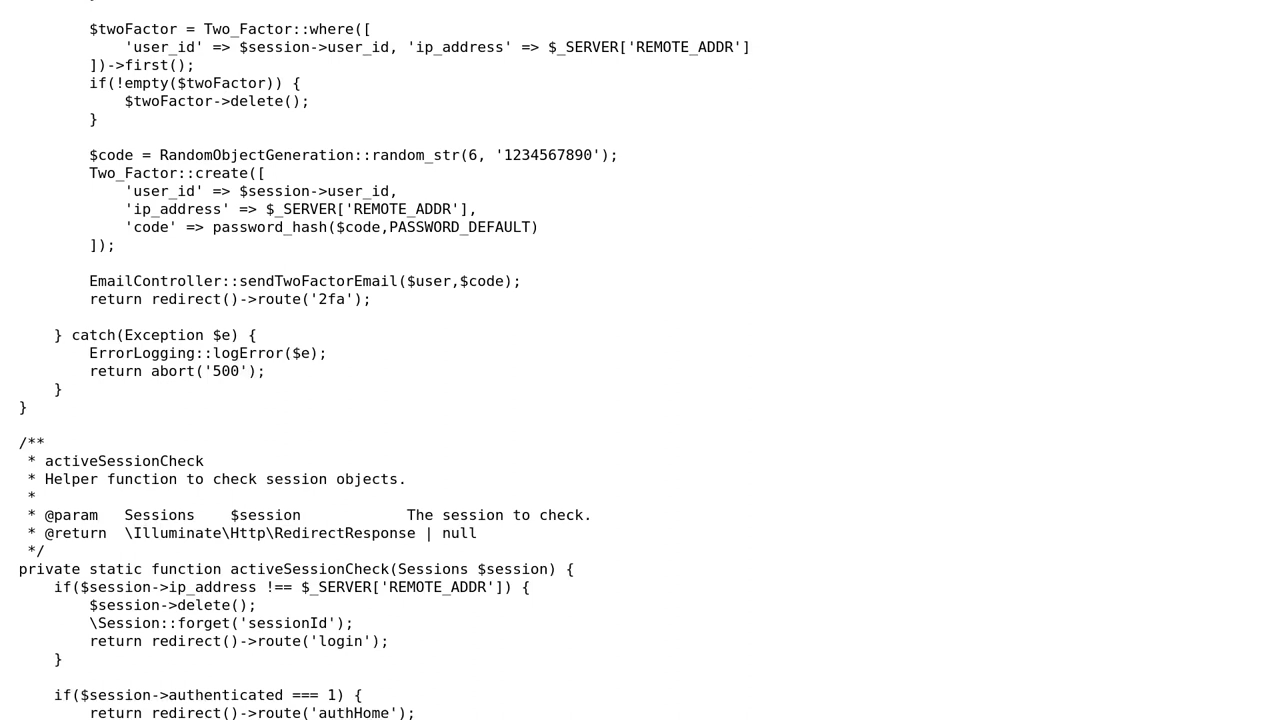 $twoFactor = Two_Factor::where([
            'user_id' => $session->user_id, 'ip_address' => $_SERVER['REMOTE_ADDR']
        ])->first();
        if(!empty($twoFactor)) {
            $twoFactor->delete();
        }

        $code = RandomObjectGeneration::random_str(6, '1234567890');
        Two_Factor::create([
            'user_id' => $session->user_id,
            'ip_address' => $_SERVER['REMOTE_ADDR'],
            'code' => password_hash($code,PASSWORD_DEFAULT)
        ]);

        EmailController::sendTwoFactorEmail($user,$code);
        return redirect()->route('2fa');

    } catch(Exception $e) {
        ErrorLogging::logError($e);
        return abort('500');
    }
}

/**
 * activeSessionCheck
 * Helper function to check session objects.
 *
 * @param   Sessions    $session            The session to check.
 * @return  \Illuminate\Http\RedirectResponse | null
 */
private static function activeSessionCheck(Sessions $session) {
    if($session->ip_address !== $_SERVER['REMOTE_ADDR']) {
        $session->delete();
        \Session::forget('sessionId');
        return redirect()->route('login');
    }

    if($session->authenticated === 1) {
        return redirect()->route('authHome');